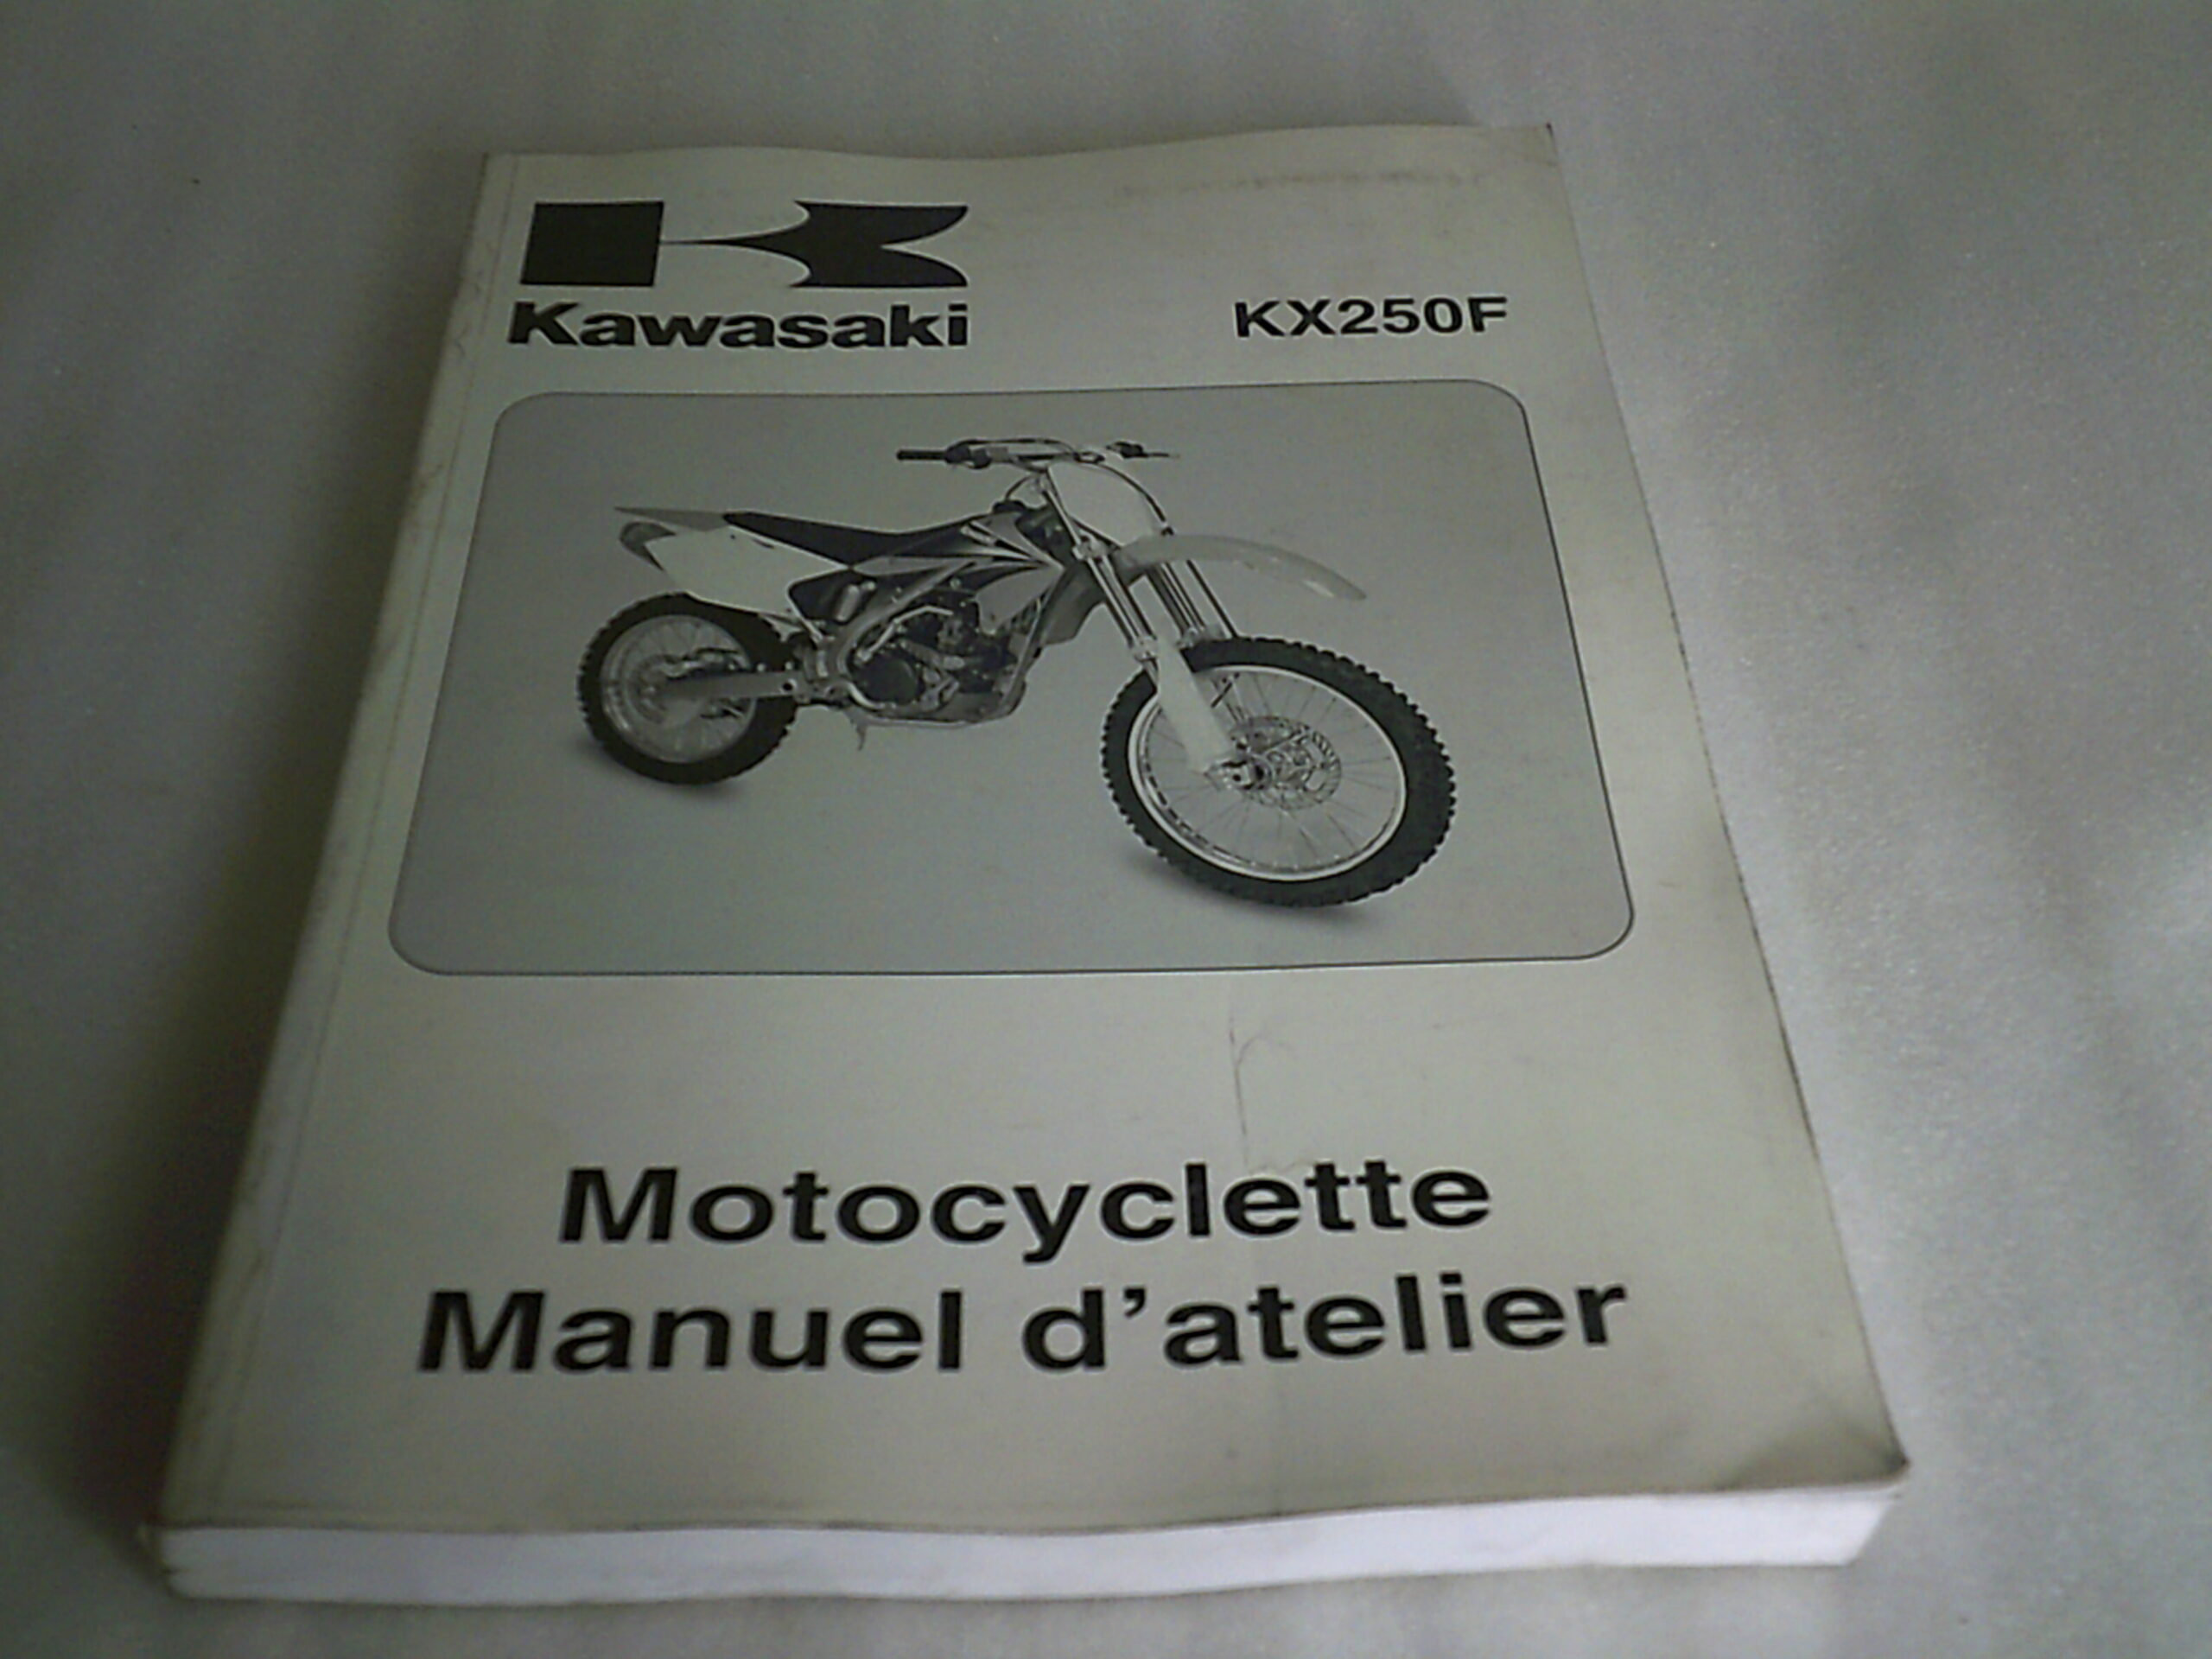 Kawasaki
KX250F
Motocyclette
Manuel d'atelier